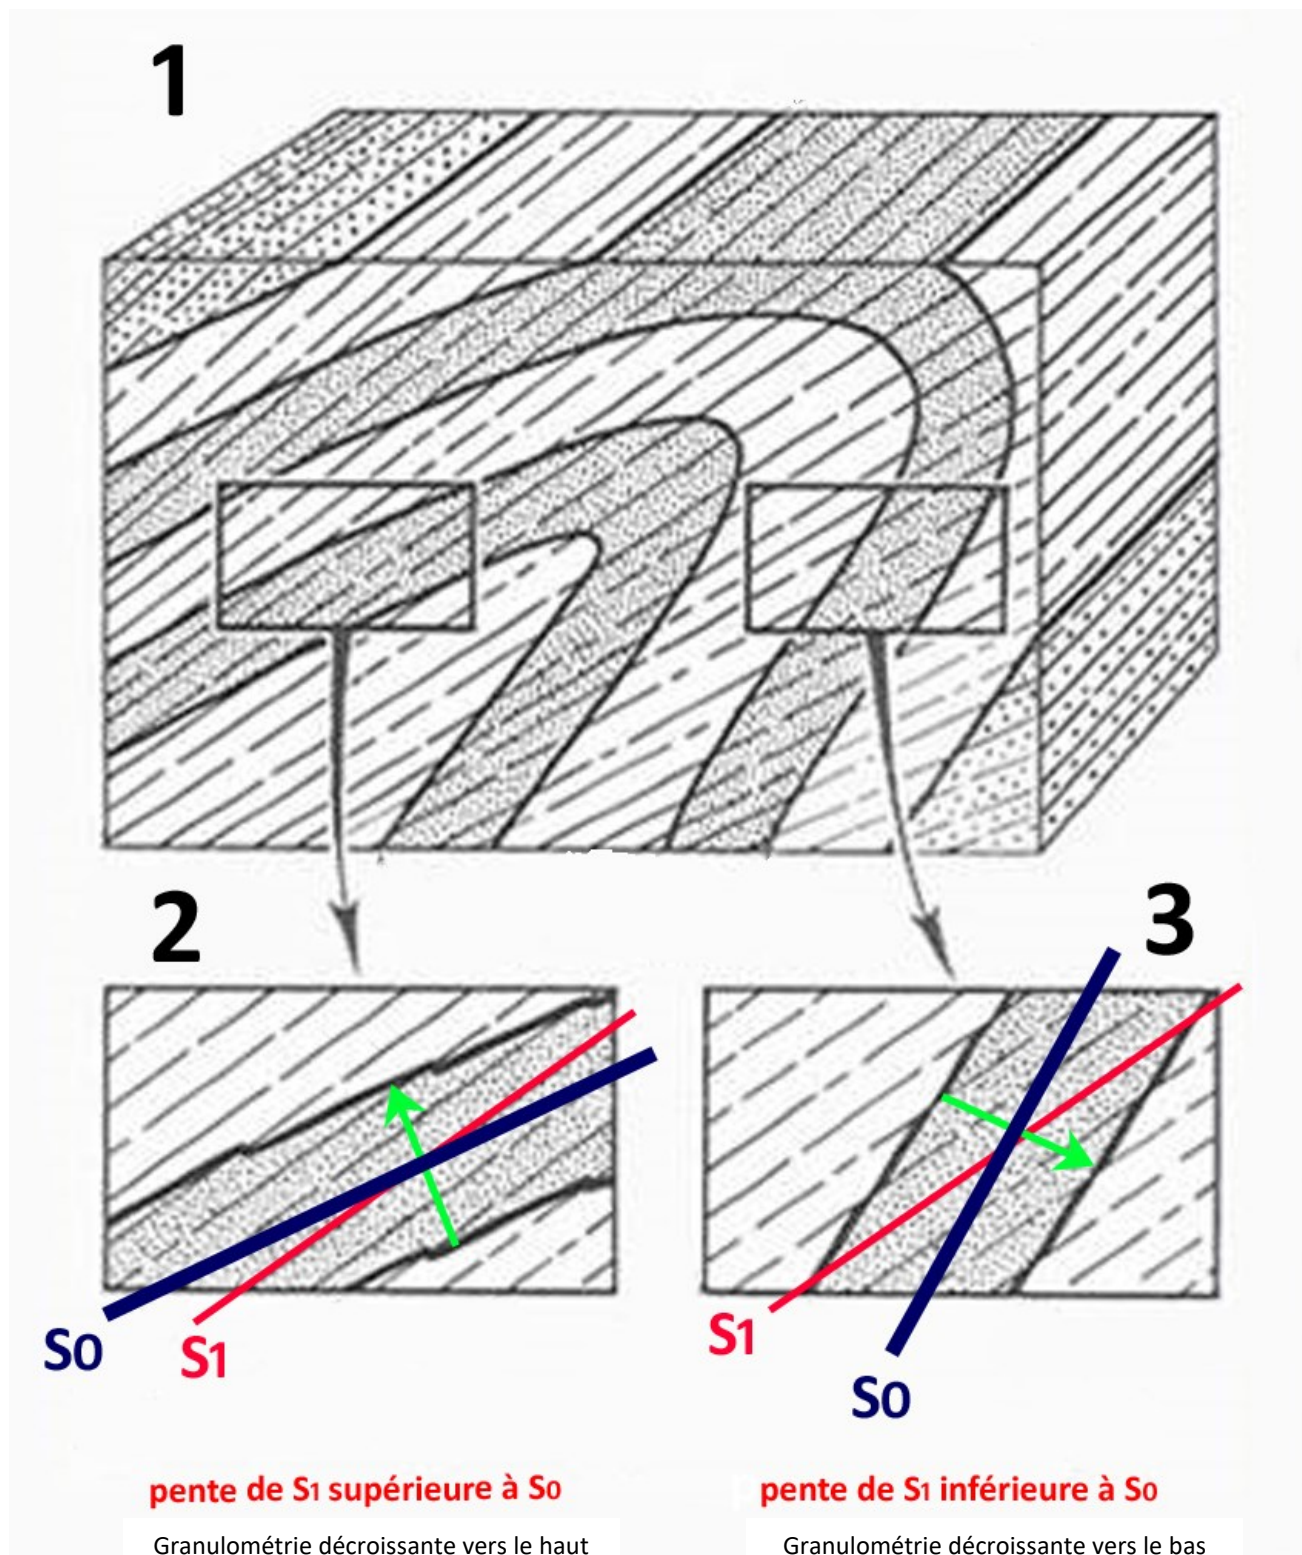 1
2
3
S0
S1
S1
S0
pente de S1 supérieure à S0
pente de S1 inférieure à S0
Granulométrie décroissante vers le haut
Granulométrie décroissante vers le bas